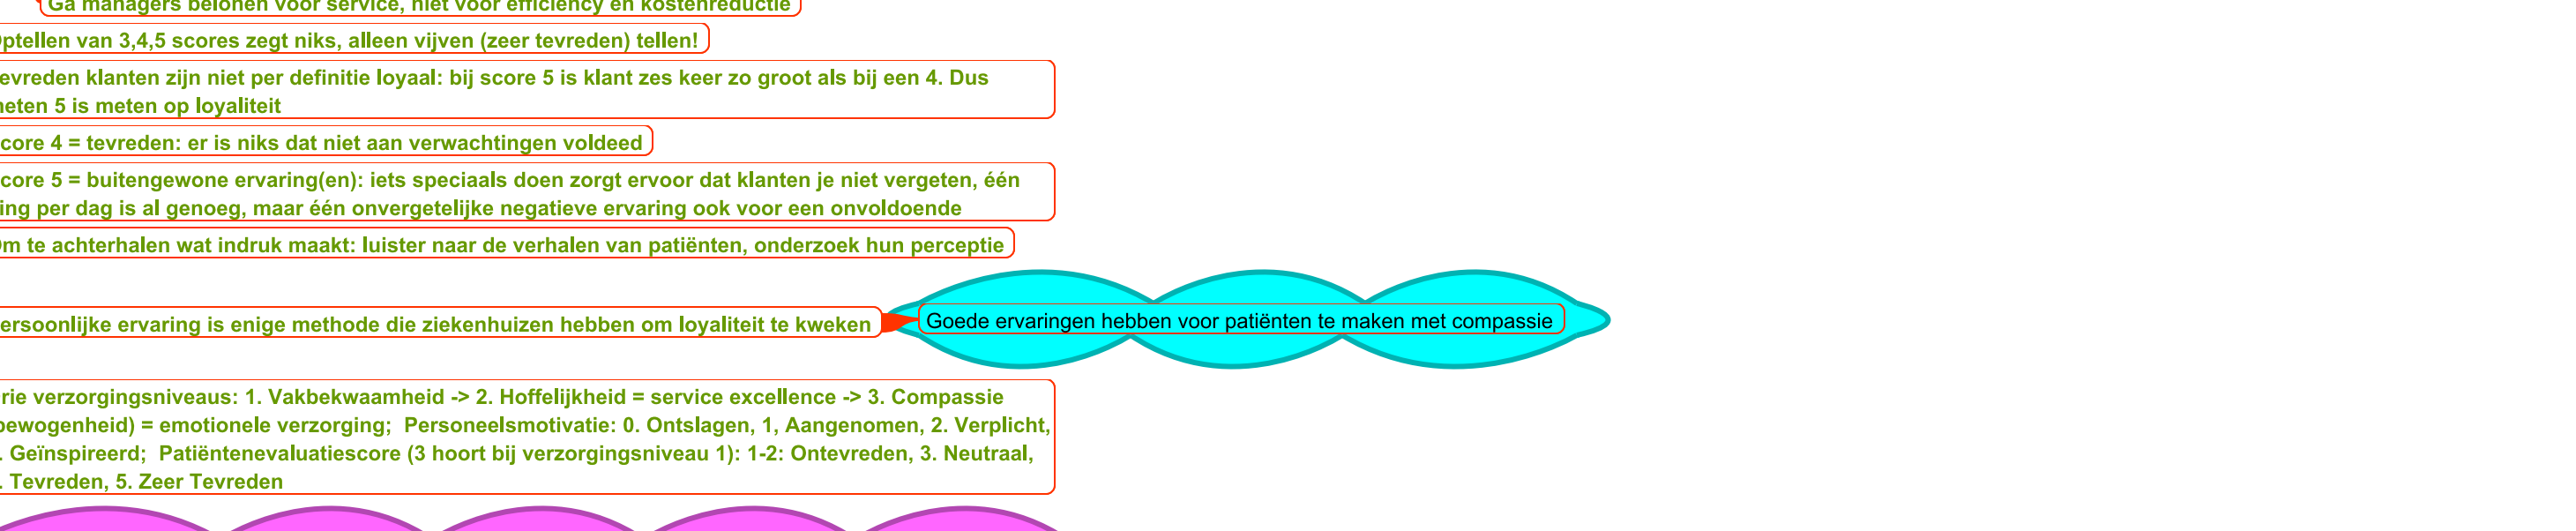 Ga managers belonen voor service, niet voor efficiency en kostenreductie
ptellen van 3,4,5 scores zegt niks, alleen vijven (zeer tevreden) tellen!
evreden klanten zijn niet per definitie loyaal: bij score 5 is klant zes keer zo groot als bij een 4. Dus
eten 5 is meten op loyaliteit
core 4 = tevreden: er is niks dat niet aan verwachtingen voldeed
core 5 = buitengewone ervaring(en): iets speciaals doen zorgt ervoor dat klanten je niet vergeten, één
ing per dag is al genoeg, maar één onvergetelijke negatieve ervaring ook voor een onvoldoende
m te achterhalen wat indruk maakt: luister naar de verhalen van patiënten, onderzoek hun perceptie
ersoonlijke ervaring is enige methode die ziekenhuizen hebben om loyaliteit te kweken
Goede ervaringen hebben voor patiënten te maken met compassie
rie verzorgingsniveaus: 1. Vakbekwaamheid -> 2. Hoffelijkheid = service excellence -> 3. Compassie
bewogenheid) = emotionele verzorging;  Personeelsmotivatie: 0. Ontslagen, 1, Aangenomen, 2. Verplicht,
. Geïnspireerd;  Patiëntenevaluatiescore (3 hoort bij verzorgingsniveau 1): 1-2: Ontevreden, 3. Neutraal,
. Tevreden, 5. Zeer Tevreden